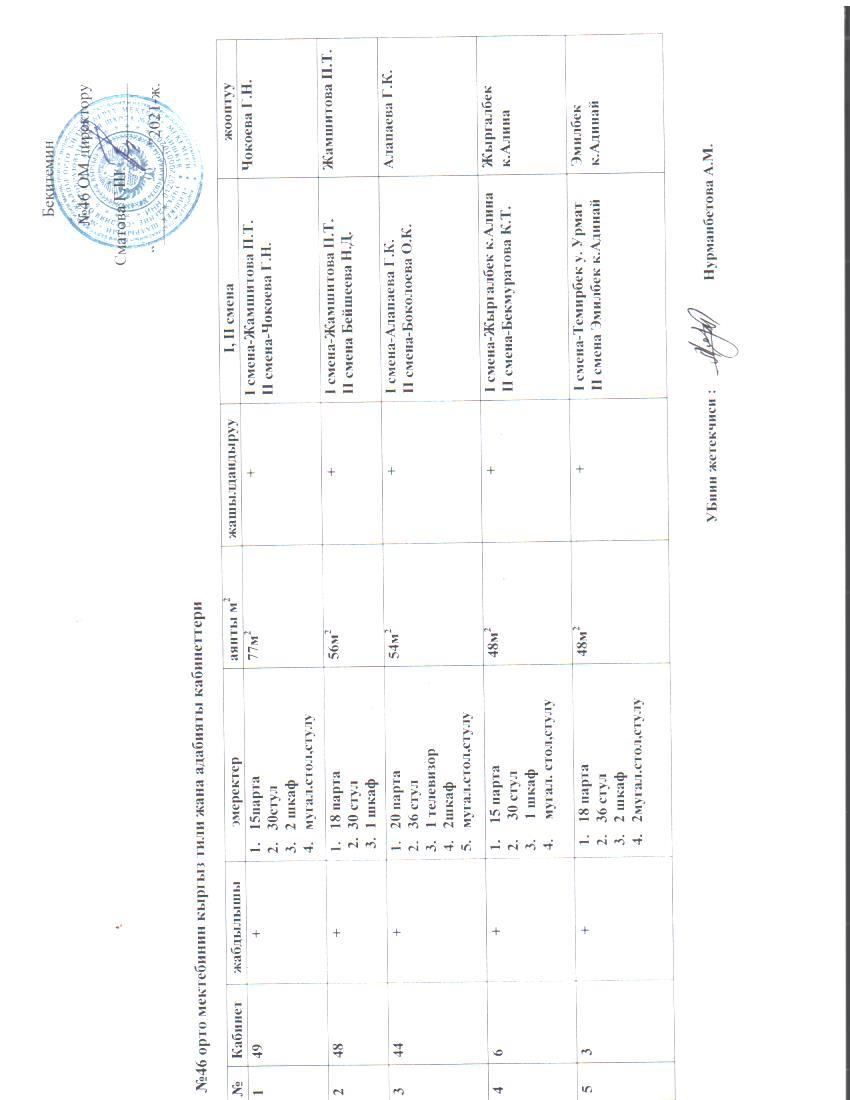 Бекитемин
№46 ОМ директору
Сматова Г.Ш.
2021-ж.
№46 орто мектебинин кыргыз тили жана адабияты кабинеттери
№ Кабинет жабдылышы эмеректер аянты м² жашылдандыруу I, II смена жооптуу
1 49 + 1. 15парта 77м² + I смена-Жамшитова П.Т. Чокоева Г.Н.
2. 30стул II смена-Чокоева Г.Н.
3. 2 шкаф
4. мугал.стол,стулу
2 48 + 1. 18 парта 56м² + I смена-Жамшитова П.Т. Жамшитова П.Т.
2. 30 стул II смена Бейшеева Н.Д.
3. 1 шкаф
3 44 + 1. 20 парта 54м² + I смена-Алапаева Г.К. Алапаева Г.К.
2. 36 стул II смена-Боколоева О.К.
3. 1 телевизор
4. 2шкаф
5. мугал.стол,стулу
4 6 + 1. 15 парта 48м² + I смена-Жыргалбек к.Алина Жыргалбек
2. 30 стул II смена-Бекмуратова К.Т. к.Алина
3. 1 шкаф
4. мугал. стол,стулу
5 3 + 1. 18 парта 48м² + I смена-Темирбек у. Урмат Эмилбек
2. 36 стул II смена Эмилбек к.Адинай к.Адинай
3. 2 шкаф
4. 2мугал.стол,стулу
УБнин жетекчиси : Нурманбетова А.М.